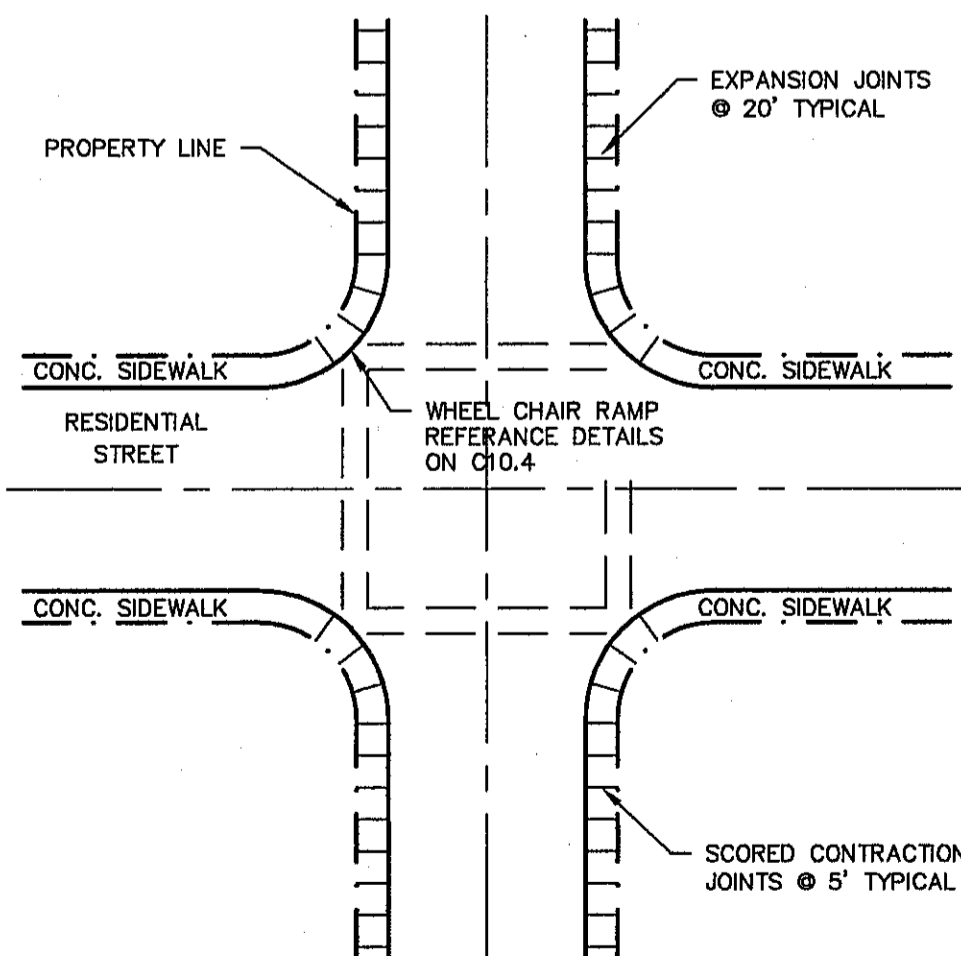 EXPANSION JOINTS
@ 20' TYPICAL
PROPERTY LINE
CONC. SIDEWALK
CONC. SIDEWALK
RESIDENTIAL
STREET
WHEEL CHAIR RAMP
REFERANCE DETAILS
ON C10.4
CONC. SIDEWALK
CONC. SIDEWALK
SCORED CONTRACTION
JOINTS @ 5' TYPICAL